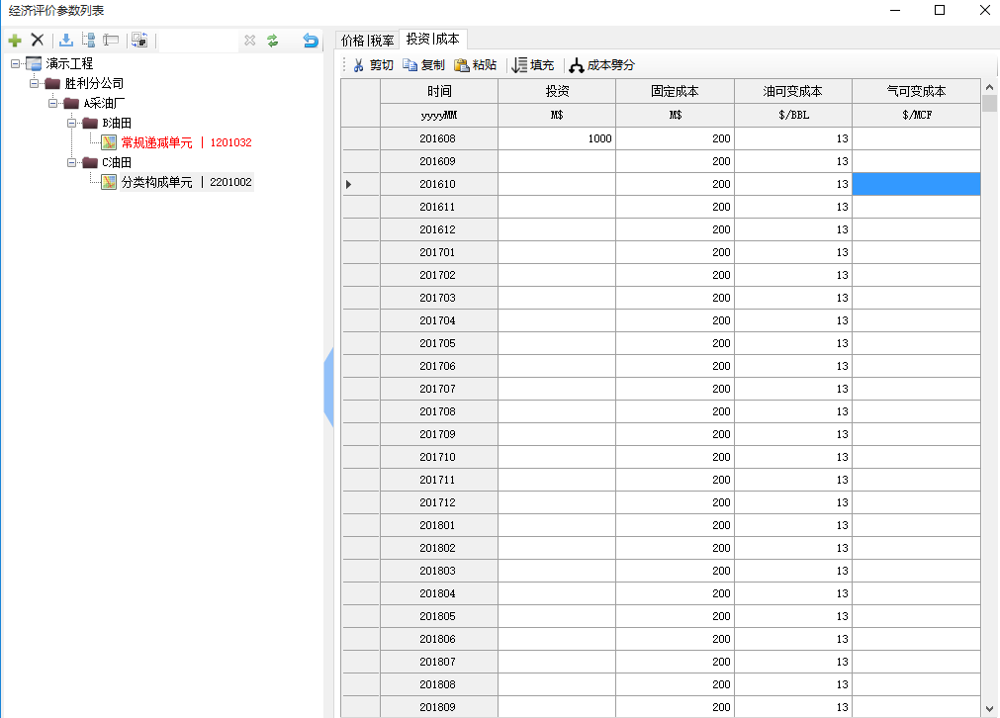 经济评价参数列表
演示工程
胜利分公司
A采油厂
B油田
常规递减单元 | 1201032
C油田
分类构成单元 | 2201002
价格|税率 投资|成本
剪切 复制 粘贴 填充 成本劈分
时间 投资 固定成本 油可变成本 气可变成本
yyyyMM M$ M$ $/BBL $/MCF
201608 1000 200 13
201609 200 13
201610 200 13
201611 200 13
201612 200 13
201701 200 13
201702 200 13
201703 200 13
201704 200 13
201705 200 13
201706 200 13
201707 200 13
201708 200 13
201709 200 13
201710 200 13
201711 200 13
201712 200 13
201801 200 13
201802 200 13
201803 200 13
201804 200 13
201805 200 13
201806 200 13
201807 200 13
201808 200 13
201809 200 13